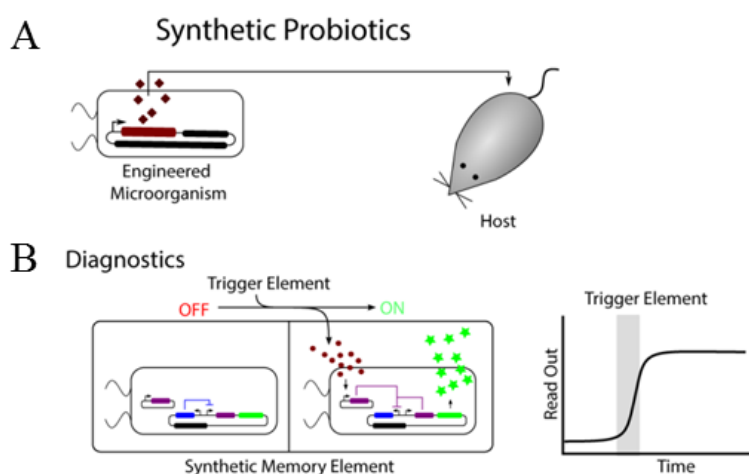 A
Synthetic Probiotics
Engineered
Microorganism
Host
B
Diagnostics
Trigger Element
OFF
ON
Synthetic Memory Element
Trigger Element
Read Out
Time